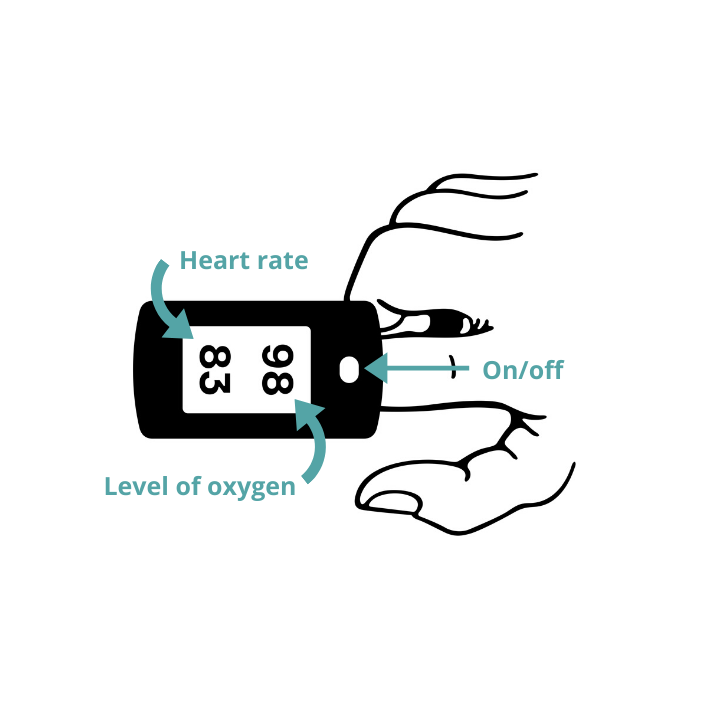 Heart rate
98
83
On/off
Level of oxygen